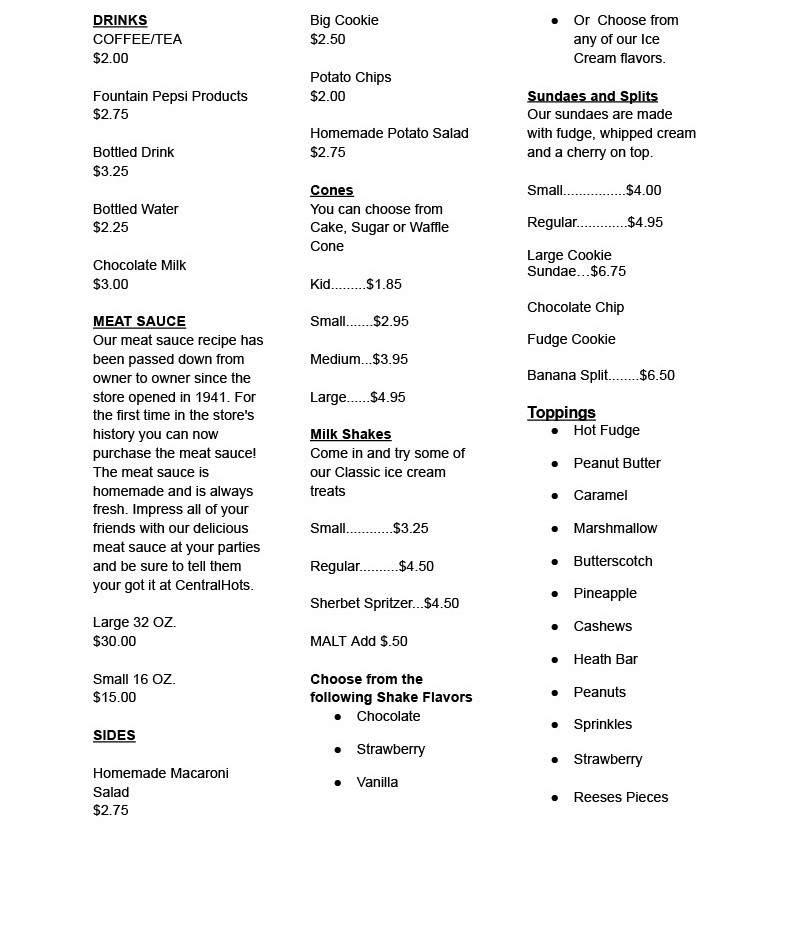 DRINKS
COFFEE/TEA
$2.00
Fountain Pepsi Products
$2.75
Bottled Drink
$3.25
Bottled Water
$2.25
Chocolate Milk
$3.00
MEAT SAUCE
Our meat sauce recipe has
been passed down from
owner to owner since the
store opened in 1941. For
the first time in the store's
history you can now
purchase the meat sauce!
The meat sauce is
homemade and is always
fresh. Impress all of your
friends with our delicious
meat sauce at your parties
and be sure to tell them
your got it at CentralHots.
Large 32 OZ.
$30.00
Small 16 OZ.
$15.00
SIDES
Homemade Macaroni
Salad
$2.75
Big Cookie
$2.50
Potato Chips
$2.00
Homemade Potato Salad
$2.75
Cones
You can choose from
Cake, Sugar or Waffle
Cone
Kid.........$1.85
Small.......$2.95
Medium...$3.95
Large......$4.95
Milk Shakes
Come in and try some of
our Classic ice cream
treats
Small............$3.25
Regular..........$4.50
Sherbet Spritzer...$4.50
MALT Add $.50
Choose from the
following Shake Flavors
● Chocolate
● Strawberry
● Vanilla
● Or Choose from
any of our Ice
Cream flavors.
Sundaes and Splits
Our sundaes are made
with fudge, whipped cream
and a cherry on top.
Small................$4.00
Regular.............$4.95
Large Cookie
Sundae...$6.75
Chocolate Chip
Fudge Cookie
Banana Split........$6.50
Toppings
● Hot Fudge
● Peanut Butter
● Caramel
● Marshmallow
● Butterscotch
● Pineapple
● Cashews
● Heath Bar
● Peanuts
● Sprinkles
● Strawberry
● Reeses Pieces